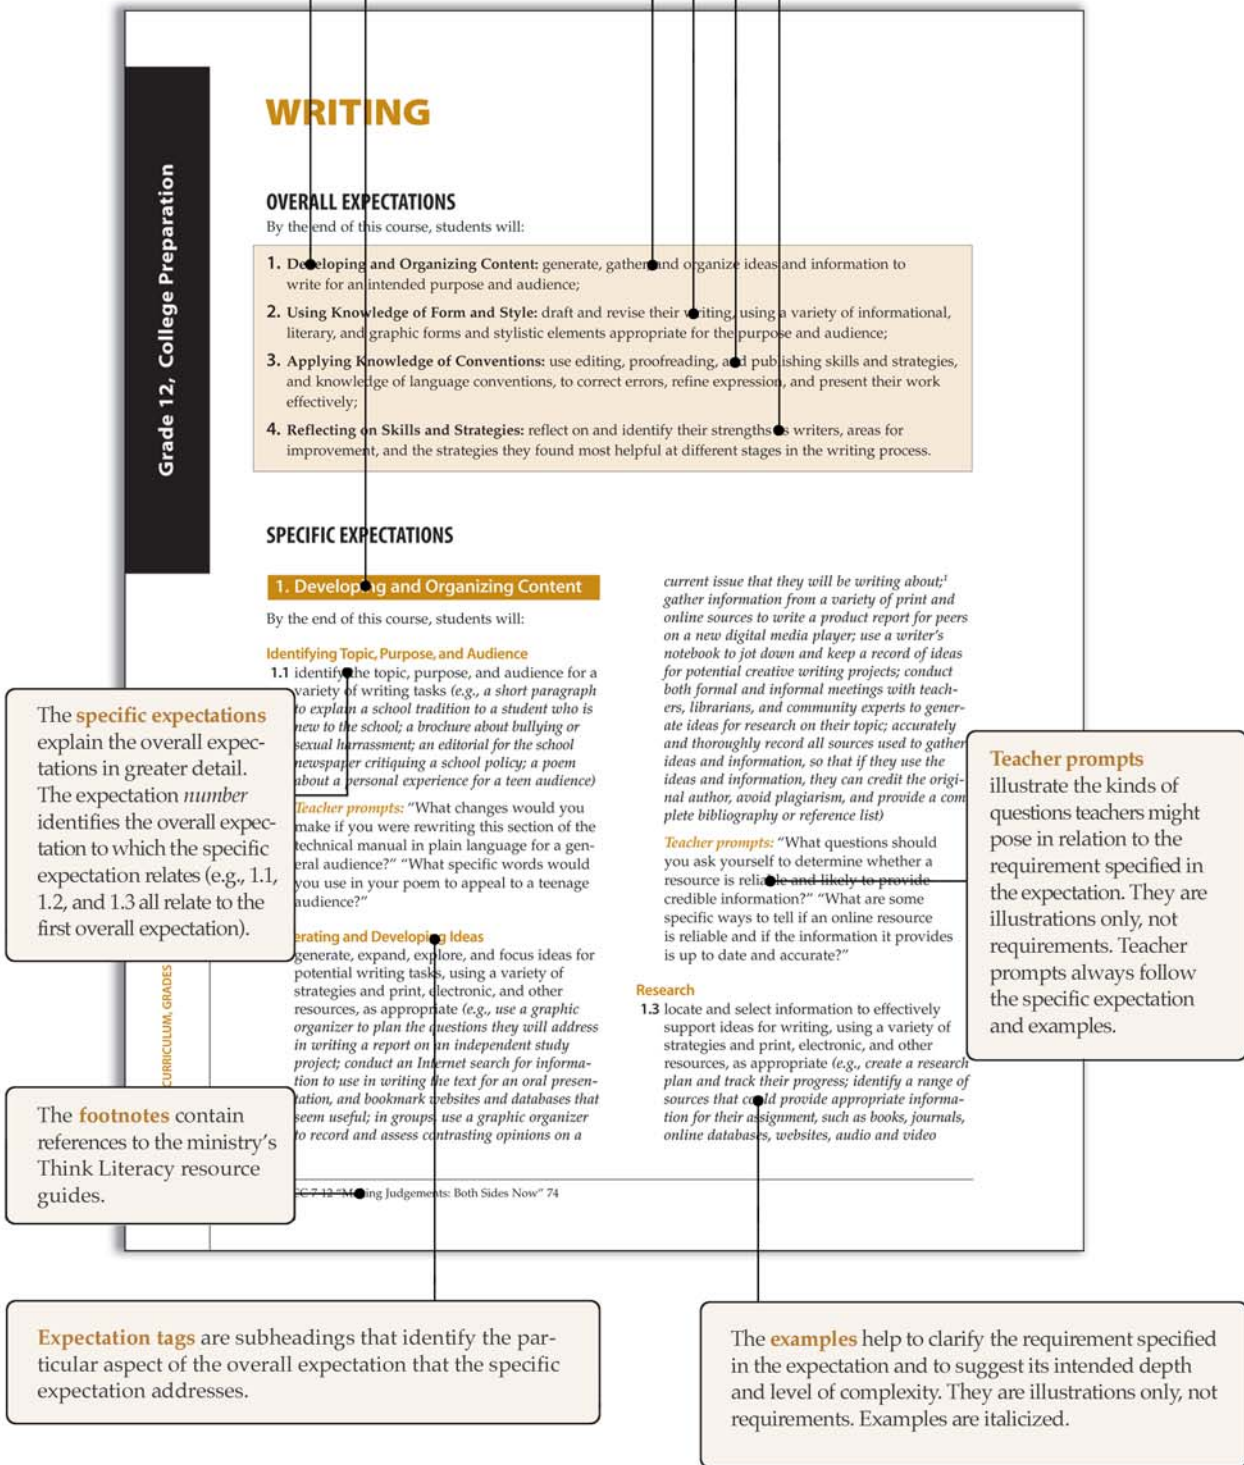 WRITING
Grade 12, College Preparation
OVERALL EXPECTATIONS
By the end of this course, students will:
1. Developing and Organizing Content: generate, gather and organize ideas and information to
write for an intended purpose and audience;
2. Using Knowledge of Form and Style: draft and revise their writing, using a variety of informational,
literary, and graphic forms and stylistic elements appropriate for the purpose and audience;
3. Applying Knowledge of Conventions: use editing, proofreading, and publishing skills and strategies,
and knowledge of language conventions, to correct errors, refine expression, and present their work
effectively;
4. Reflecting on Skills and Strategies: reflect on and identify their strengths as writers, areas for
improvement, and the strategies they found most helpful at different stages in the writing process.
SPECIFIC EXPECTATIONS
1. Developing and Organizing Content
By the end of this course, students will:
Identifying Topic, Purpose, and Audience
1.1 identify the topic, purpose, and audience for a
variety of writing tasks (e.g., a short paragraph
to explain a school tradition to a student who is
new to the school; a brochure about bullying or
sexual harrassment; an editorial for the school
newspaper critiquing a school policy; a poem
about a personal experience for a teen audience)
Teacher prompts: "What changes would you
make if you were rewriting this section of the
technical manual in plain language for a gen-
eral audience?" "What specific words would
you use in your poem to appeal to a teenage
audience?"
erating and Developing Ideas
generate, expand, explore, and focus ideas for
potential writing tasks, using a variety of
strategies and print, electronic, and other
resources, as appropriate (e.g., use a graphic
organizer to plan the questions they will address
in writing a report on an independent study
project; conduct an Internet search for informa-
tion to use in writing the text for an oral presen-
tation, and bookmark websites and databases that
seem useful; in groups, use a graphic organizer
to record and assess contrasting opinions on a
current issue that they will be writing about;1
gather information from a variety of print and
online sources to write a product report for peers
on a new digital media player; use a writer's
notebook to jot down and keep a record of ideas
for potential creative writing projects; conduct
both formal and informal meetings with teach-
ers, librarians, and community experts to gener-
ate ideas for research on their topic; accurately
and thoroughly record all sources used to gather
ideas and information, so that if they use the
ideas and information, they can credit the origi-
nal author, avoid plagiarism, and provide a com
plete bibliography or reference list)
Teacher prompts: "What questions should
you ask yourself to determine whether a
resource is reliable and likely to provide
credible information?" "What are some
specific ways to tell if an online resource
is reliable and if the information it provides
is up to date and accurate?"
Research
1.3 locate and select information to effectively
support ideas for writing, using a variety of
strategies and print, electronic, and other
resources, as appropriate (e.g., create a research
plan and track their progress; identify a range of
sources that could provide appropriate informa-
tion for their assignment, such as books, journals,
online databases, websites, audio and video
7-12 "Making Judgements: Both Sides Now" 74
CURRICULUM, GRADES
The specific expectations
explain the overall expec-
tations in greater detail.
The expectation number
identifies the overall expec-
tation to which the specific
expectation relates (e.g., 1.1,
1.2, and 1.3 all relate to the
first overall expectation).
The footnotes contain
references to the ministry's
Think Literacy resource
guides.
Teacher prompts
illustrate the kinds of
questions teachers might
pose in relation to the
requirement specified in
the expectation. They are
illustrations only, not
requirements. Teacher
prompts always follow
the specific expectation
and examples.
Expectation tags are subheadings that identify the par-
ticular aspect of the overall expectation that the specific
expectation addresses.
The examples help to clarify the requirement specified
in the expectation and to suggest its intended depth
and level of complexity. They are illustrations only, not
requirements. Examples are italicized.